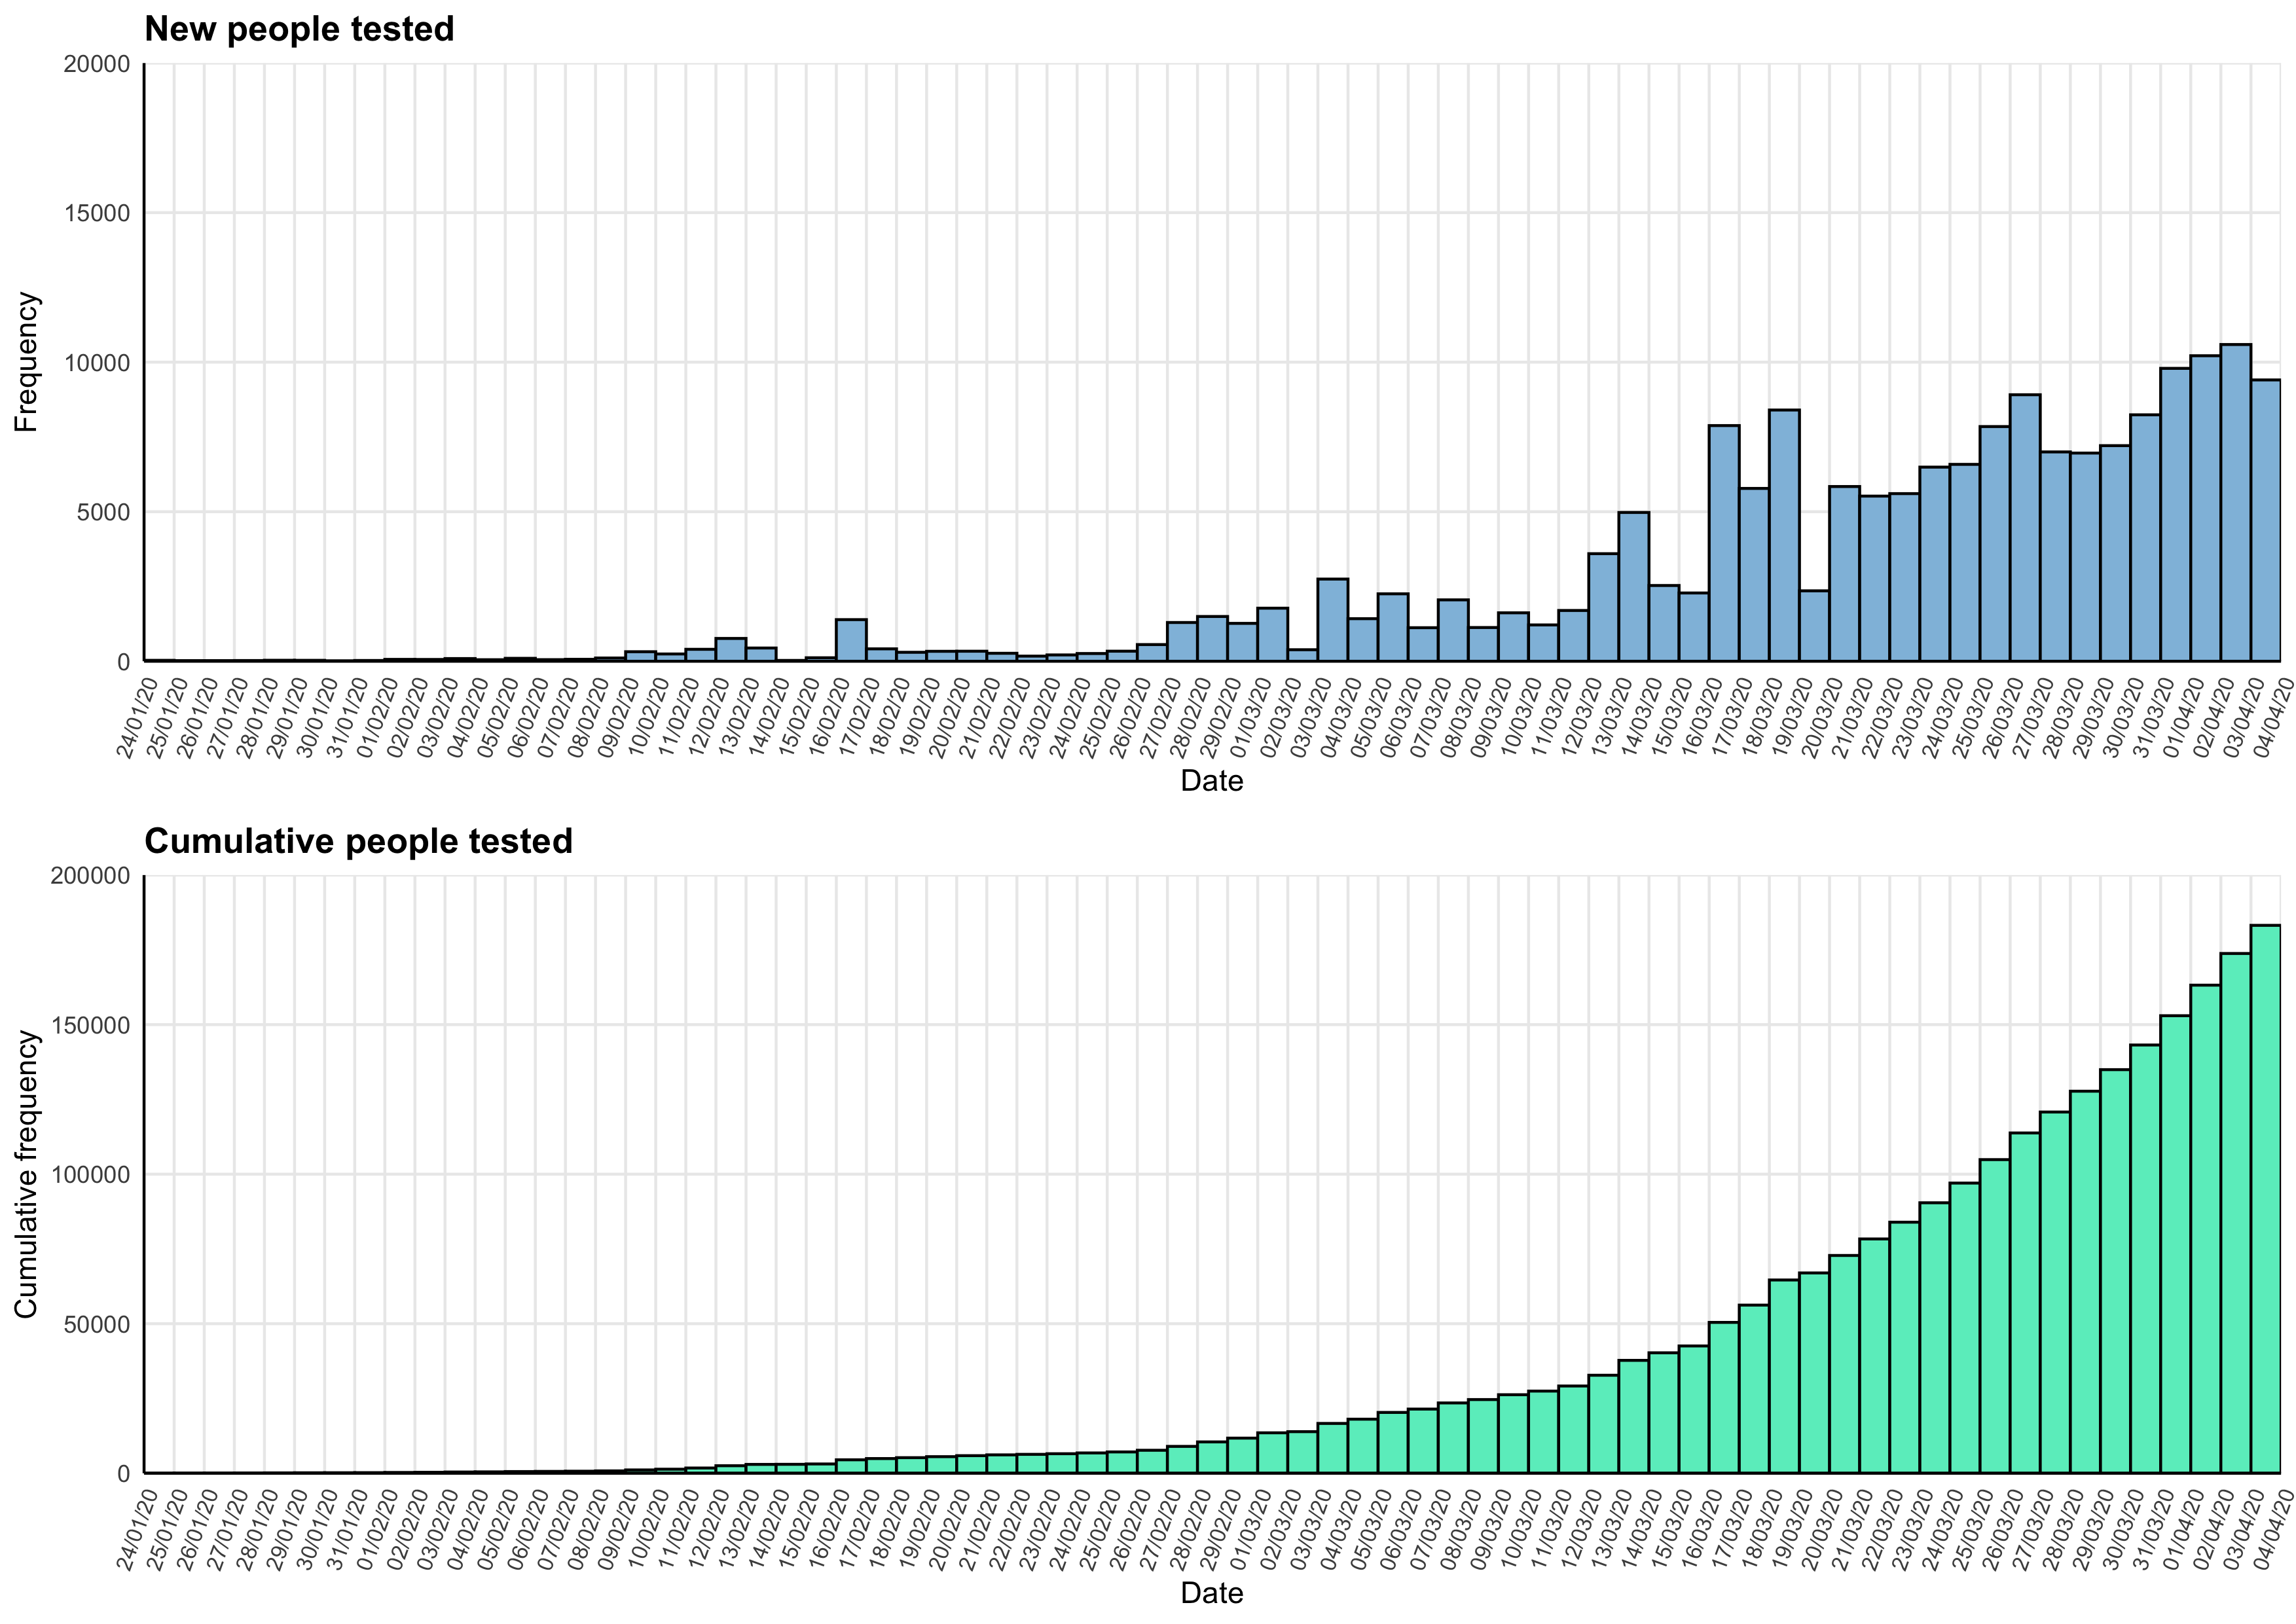 New people tested
20000
15000
10000
5000
0
Frequency
24/01/20 25/01/20 26/01/20 27/01/20 28/01/20 29/01/20 30/01/20 31/01/20 01/02/20 02/02/20 03/02/20 04/02/20 05/02/20 06/02/20 07/02/20 08/02/20 09/02/20 10/02/20 11/02/20 12/02/20 13/02/20 14/02/20 15/02/20 16/02/20 17/02/20 18/02/20 19/02/20 20/02/20 21/02/20 22/02/20 23/02/20 24/02/20 25/02/20 26/02/20 27/02/20 28/02/20 29/02/20 01/03/20 02/03/20 03/03/20 04/03/20 05/03/20 06/03/20 07/03/20 08/03/20 09/03/20 10/03/20 11/03/20 12/03/20 13/03/20 14/03/20 15/03/20 16/03/20 17/03/20 18/03/20 19/03/20 20/03/20 21/03/20 22/03/20 23/03/20 24/03/20 25/03/20 26/03/20 27/03/20 28/03/20 29/03/20 30/03/20 31/03/20 01/04/20 02/04/20 03/04/20 04/04/20
Date
Cumulative people tested
200000
150000
100000
50000
0
Cumulative frequency
24/01/20 25/01/20 26/01/20 27/01/20 28/01/20 29/01/20 30/01/20 31/01/20 01/02/20 02/02/20 03/02/20 04/02/20 05/02/20 06/02/20 07/02/20 08/02/20 09/02/20 10/02/20 11/02/20 12/02/20 13/02/20 14/02/20 15/02/20 16/02/20 17/02/20 18/02/20 19/02/20 20/02/20 21/02/20 22/02/20 23/02/20 24/02/20 25/02/20 26/02/20 27/02/20 28/02/20 29/02/20 01/03/20 02/03/20 03/03/20 04/03/20 05/03/20 06/03/20 07/03/20 08/03/20 09/03/20 10/03/20 11/03/20 12/03/20 13/03/20 14/03/20 15/03/20 16/03/20 17/03/20 18/03/20 19/03/20 20/03/20 21/03/20 22/03/20 23/03/20 24/03/20 25/03/20 26/03/20 27/03/20 28/03/20 29/03/20 30/03/20 31/03/20 01/04/20 02/04/20 03/04/20 04/04/20
Date